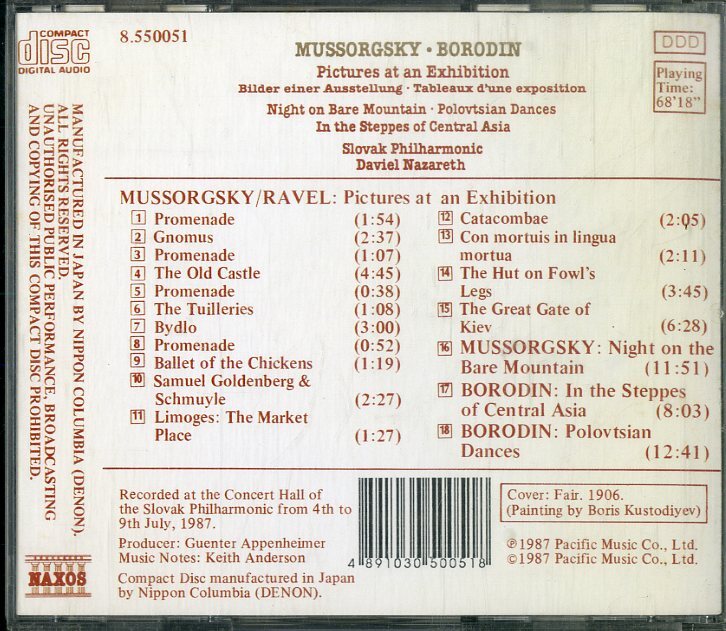 COMPACT
disc
DIGITAL AUDIO
8.550051
MUSSORGSKY · BORODIN
Pictures at an Exhibition
Bilder einer Ausstellung · Tableaux d'une exposition
Night on Bare Mountain · Polovtsian Dances
In the Steppes of Central Asia
Slovak Philharmonic
Daviel Nazareth
DDD
Playing
Time:
68'18"
MANUFACTURED IN JAPAN BY NIPPON COLUMBIA (DENON).
ALL RIGHTS RESERVED.
UNAUTHORISED PUBLIC PERFORMANCE, BROADCASTING
AND COPYING OF THIS COMPACT DISC PROHIBITED.
MUSSORGSKY/RAVEL: Pictures at an Exhibition
1 Promenade (1:54)
2 Gnomus (2:37)
3 Promenade (1:07)
4 The Old Castle (4:45)
5 Promenade (0:38)
6 The Tuilleries (1:08)
7 Bydlo (3:00)
8 Promenade (0:52)
9 Ballet of the Chickens (1:19)
10 Samuel Goldenberg &
Schmuyle (2:27)
11 Limoges: The Market
Place (1:27)
12 Catacombae (2:05)
13 Con mortuis in lingua
mortua (2:11)
14 The Hut on Fowl's
Legs (3:45)
15 The Great Gate of
Kiev (6:28)
16 MUSSORGSKY: Night on the
Bare Mountain (11:51)
17 BORODIN: In the Steppes
of Central Asia (8:03)
18 BORODIN: Polovtsian
Dances (12:41)
Recorded at the Concert Hall of
the Slovak Philharmonic from 4th to
9th July, 1987.
Producer: Guenter Appenheimer
Music Notes: Keith Anderson
Compact Disc manufactured in Japan
by Nippon Columbia (DENON).
4 891030 500518
Cover: Fair. 1906.
(Painting by Boris Kustodiyev)
℗1987 Pacific Music Co., Ltd.
©1987 Pacific Music Co., Ltd.
NAXOS